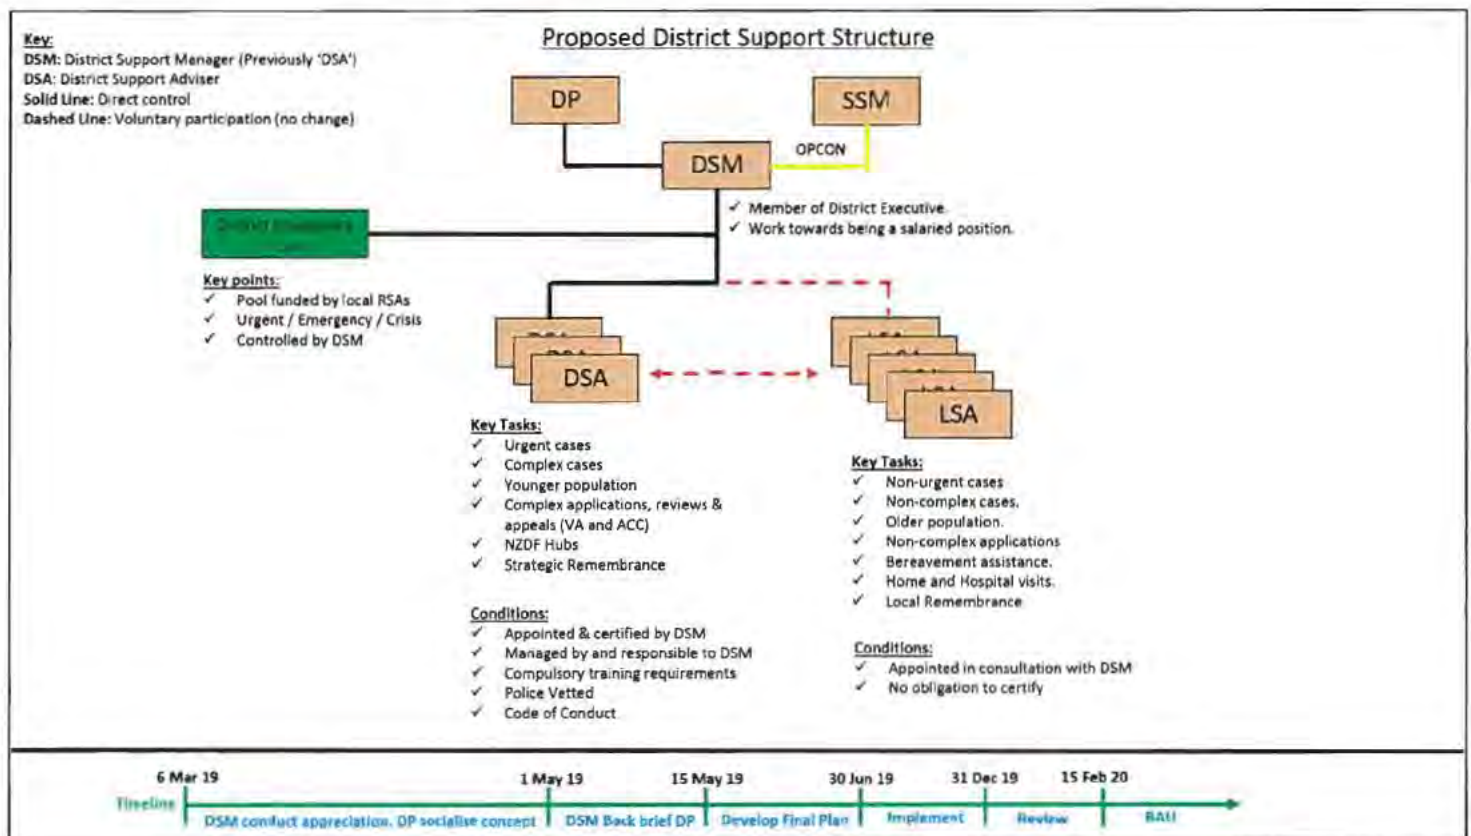 Proposed District Support Structure
Key:
DSM: District Support Manager (Previously 'DSA')
DSA: District Support Adviser
Solid Line: Direct control
Dashed Line: Voluntary participation (no change)
DP
SSM
OPCON
DSM
✓ Member of District Executive.
✓ Work towards being a salaried position.
District
Key points:
✓ Pool funded by local RSAs
✓ Urgent / Emergency / Crisis
✓ Controlled by DSM
DSA
DSA
DSA
LSA
LSA
LSA
LSA
LSA
Key Tasks:
✓ Urgent cases
✓ Complex cases
✓ Younger population
✓ Complex applications, reviews &
appeals (VA and ACC)
✓ NZDF Hubs
✓ Strategic Remembrance
Conditions:
✓ Appointed & certified by DSM
✓ Managed by and responsible to DSM
✓ Compulsory training requirements
✓ Police Vetted
✓ Code of Conduct
Key Tasks:
✓ Non-urgent cases
✓ Non-complex cases.
✓ Older population.
✓ Non-complex applications
✓ Bereavement assistance.
✓ Home and Hospital visits.
✓ Local Remembrance
Conditions:
✓ Appointed in consultation with DSM
✓ No obligation to certify
6 Mar 19 1 May 19 15 May 19 30 Jun 19 31 Dec 19 15 Feb 20
Timeline
DSM conduct appreciation. DP socialise concept DSM Back brief DP Develop Final Plan Implement Review BAU